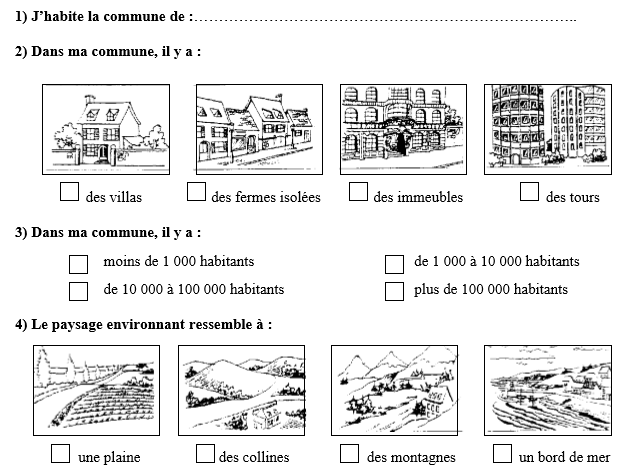 1) J’habite la commune de :………………………………………………………………………..
2) Dans ma commune, il y a :
des villas des fermes isolées des immeubles des tours
3) Dans ma commune, il y a :
moins de 1 000 habitants de 1 000 à 10 000 habitants
de 10 000 à 100 000 habitants plus de 100 000 habitants
4) Le paysage environnant ressemble à :
une plaine des collines des montagnes un bord de mer